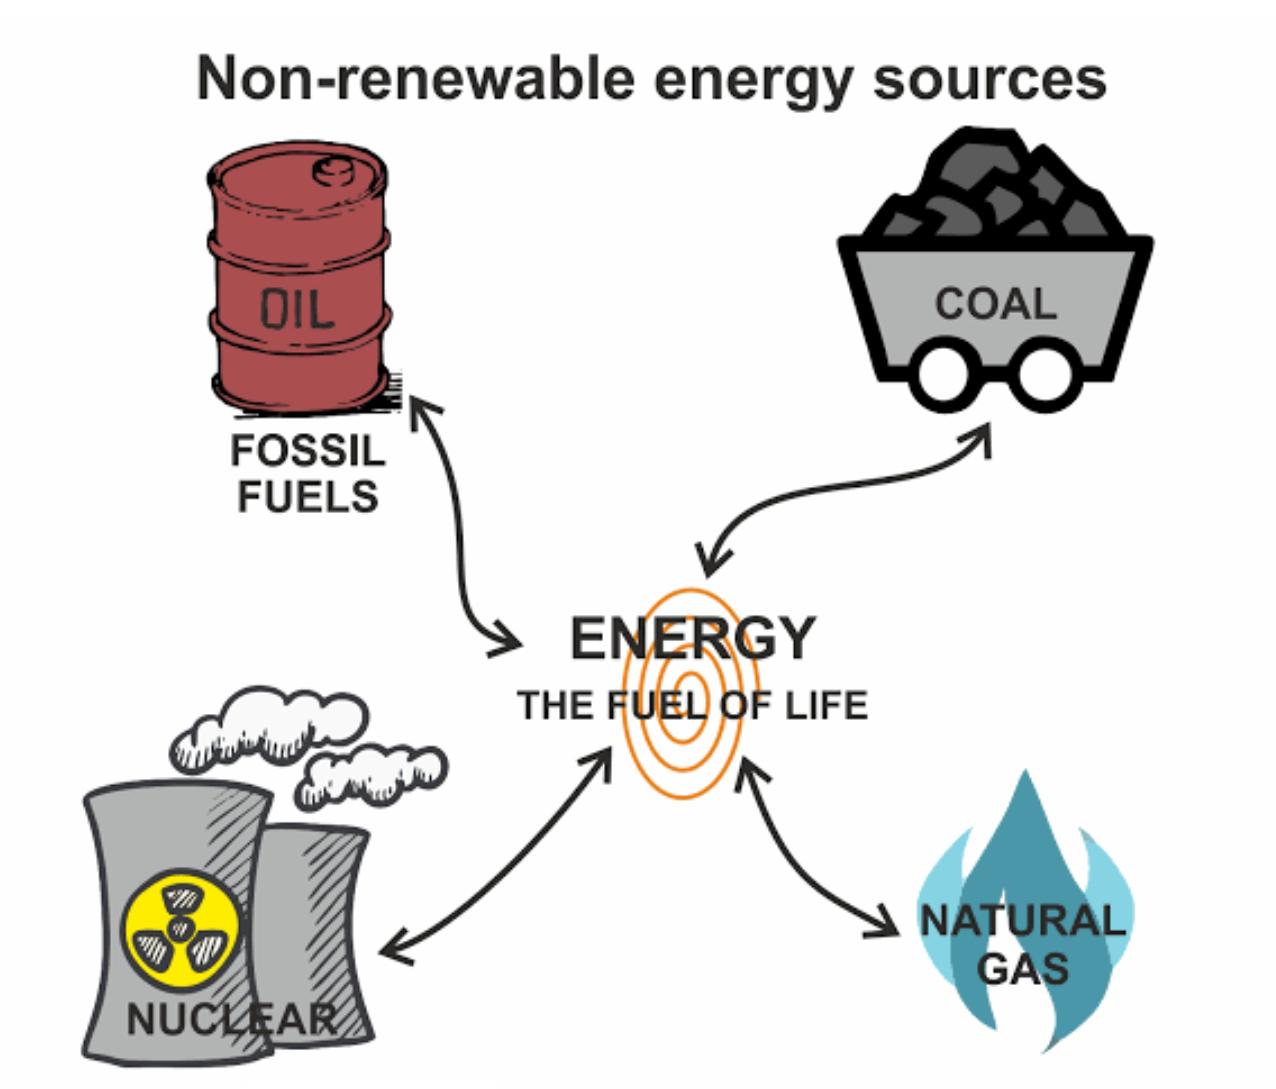 Non-renewable energy sources
OIL
FOSSIL
FUELS
COAL
ENERGY
THE FUEL OF LIFE
NUCLEAR
NATURAL
GAS